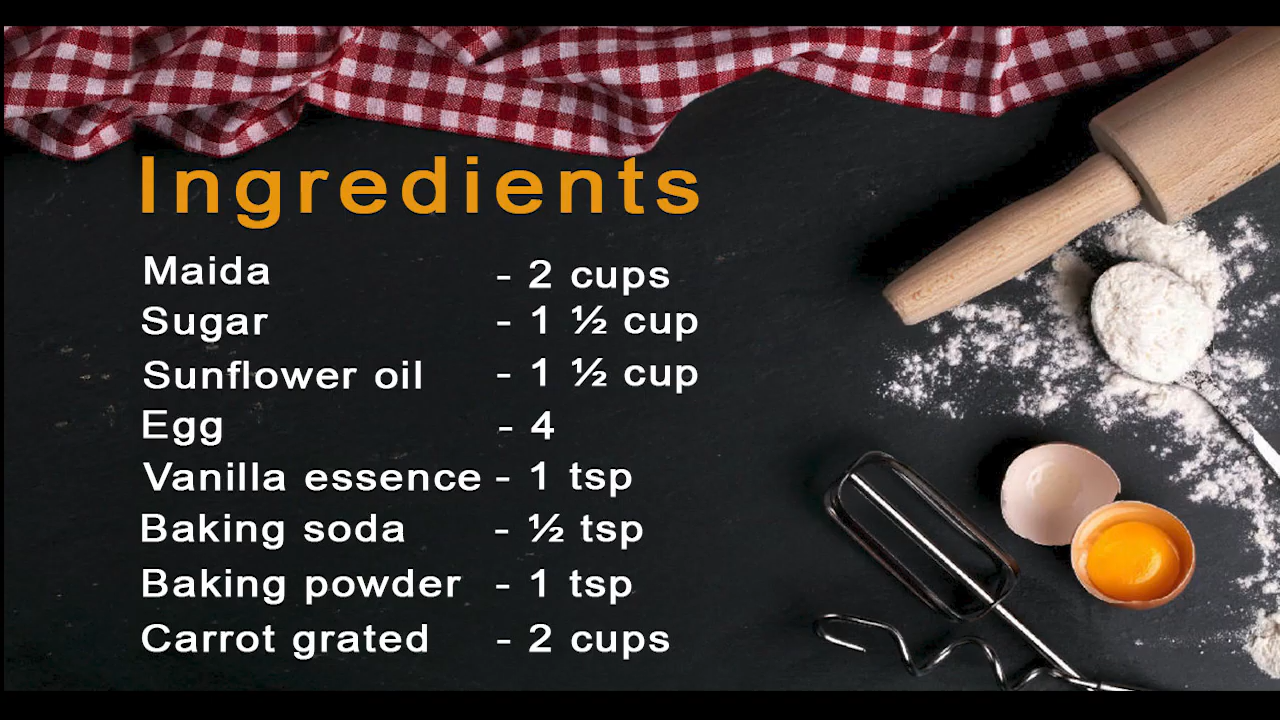 Ingredients
Maida - 2 cups
Sugar - 1 ½ cup
Sunflower oil - 1 ½ cup
Egg - 4
Vanilla essence - 1 tsp
Baking soda - ½ tsp
Baking powder - 1 tsp
Carrot grated - 2 cups